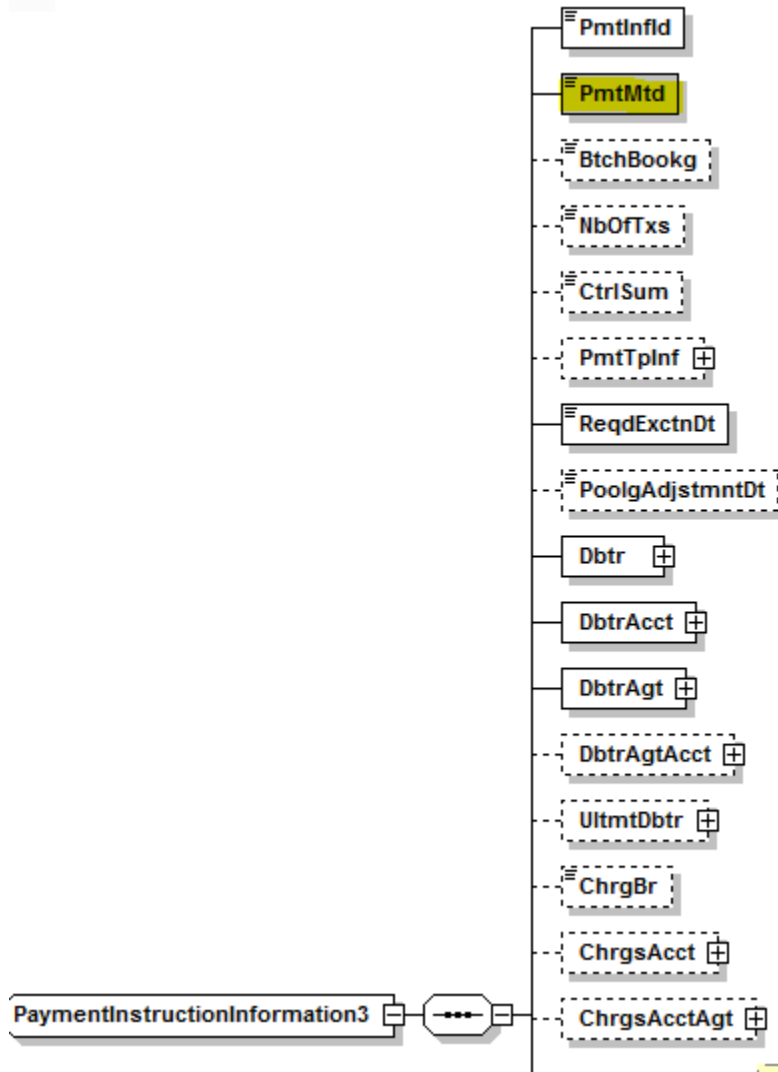 PmtInfId
PmtMtd
BtchBookg
NbOfTxs
CtrlSum
PmtTpInf
ReqdExctnDt
PoolgAdjstmntDt
Dbtr
DbtrAcct
DbtrAgt
DbtrAgtAcct
UltmtDbtr
ChrgBr
ChrgsAcct
PaymentInstructionInformation3
ChrgsAcctAgt